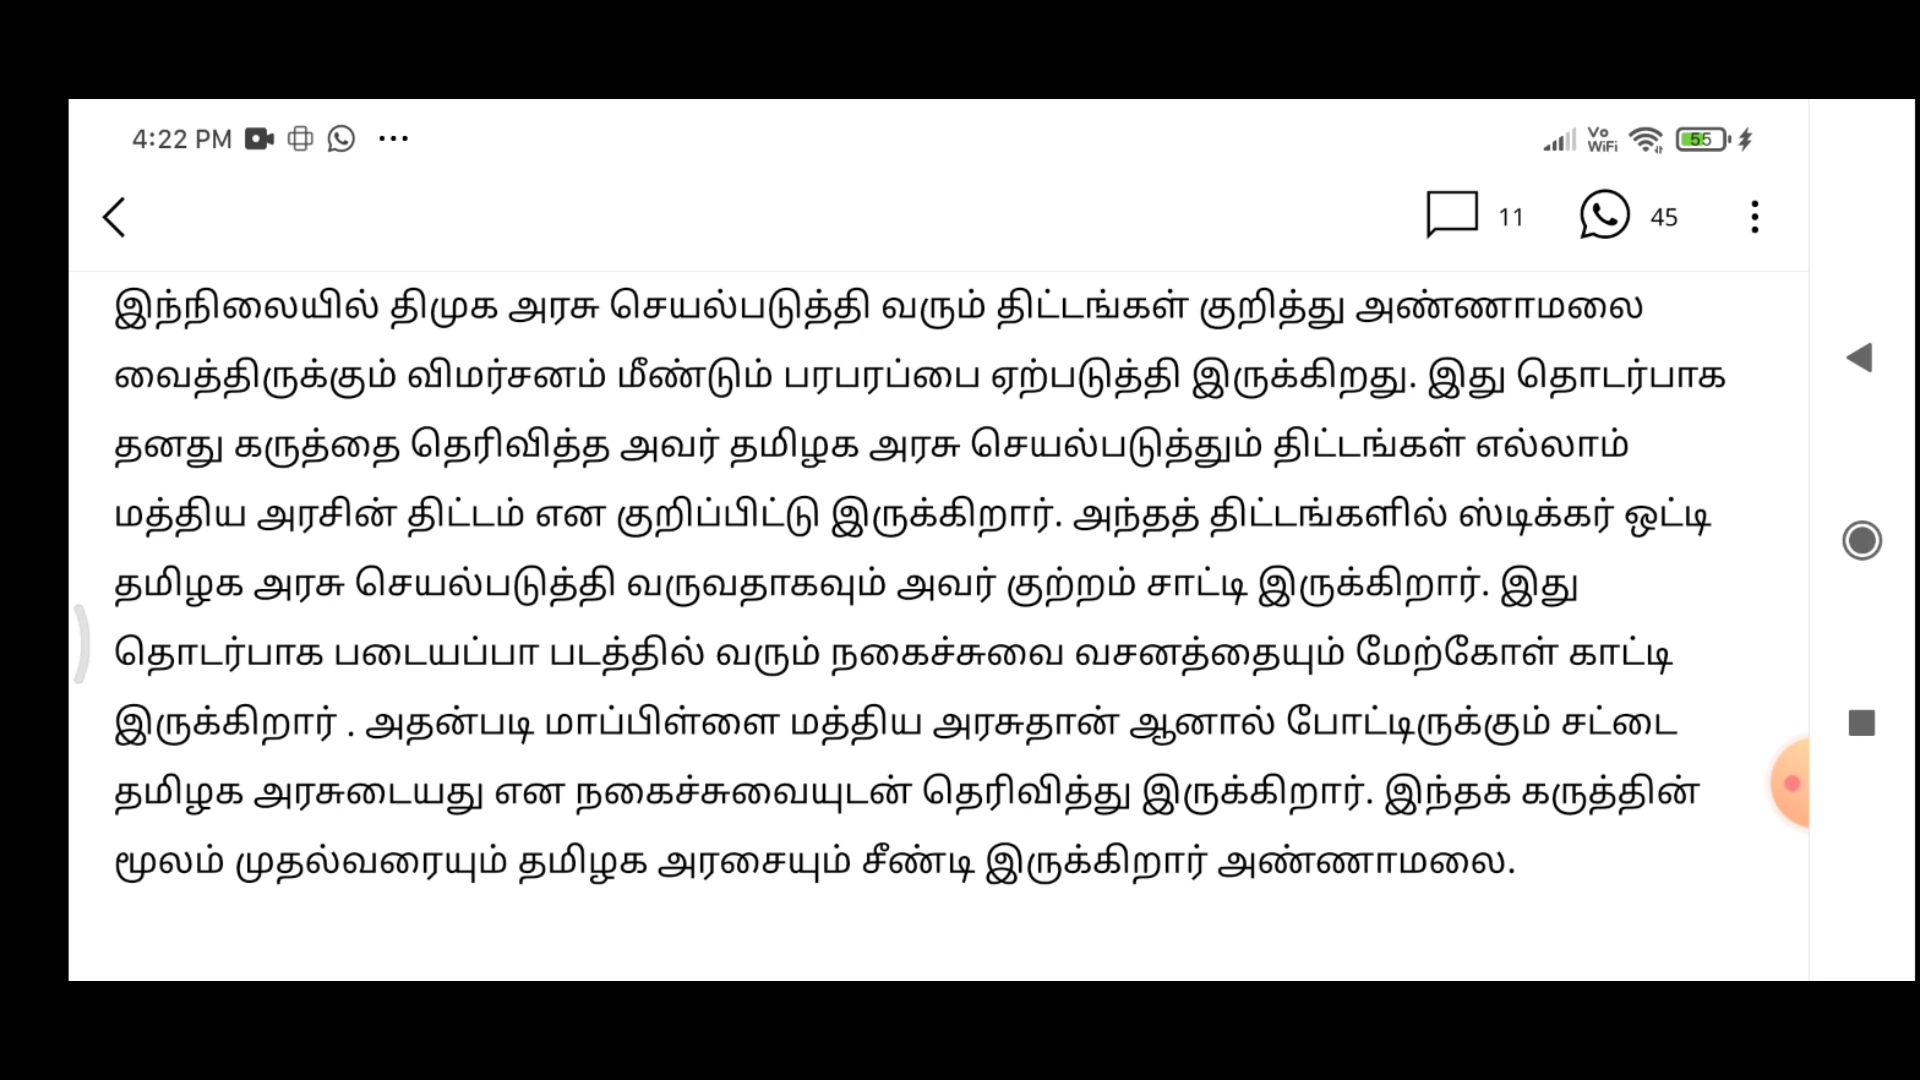 4:22 PM
Vo WiFi 55
11 45
இந்நிலையில் திமுக அரசு செயல்படுத்தி வரும் திட்டங்கள் குறித்து அண்ணாமலை
வைத்திருக்கும் விமர்சனம் மீண்டும் பரபரப்பை ஏற்படுத்தி இருக்கிறது. இது தொடர்பாக
தனது கருத்தை தெரிவித்த அவர் தமிழக அரசு செயல்படுத்தும் திட்டங்கள் எல்லாம்
மத்திய அரசின் திட்டம் என குறிப்பிட்டு இருக்கிறார். அந்தத் திட்டங்களில் ஸ்டிக்கர் ஒட்டி
தமிழக அரசு செயல்படுத்தி வருவதாகவும் அவர் குற்றம் சாட்டி இருக்கிறார். இது
தொடர்பாக படையப்பா படத்தில் வரும் நகைச்சுவை வசனத்தையும் மேற்கோள் காட்டி
இருக்கிறார் . அதன்படி மாப்பிள்ளை மத்திய அரசுதான் ஆனால் போட்டிருக்கும் சட்டை
தமிழக அரசுடையது என நகைச்சுவையுடன் தெரிவித்து இருக்கிறார். இந்தக் கருத்தின்
மூலம் முதல்வரையும் தமிழக அரசையும் சீண்டி இருக்கிறார் அண்ணாமலை.